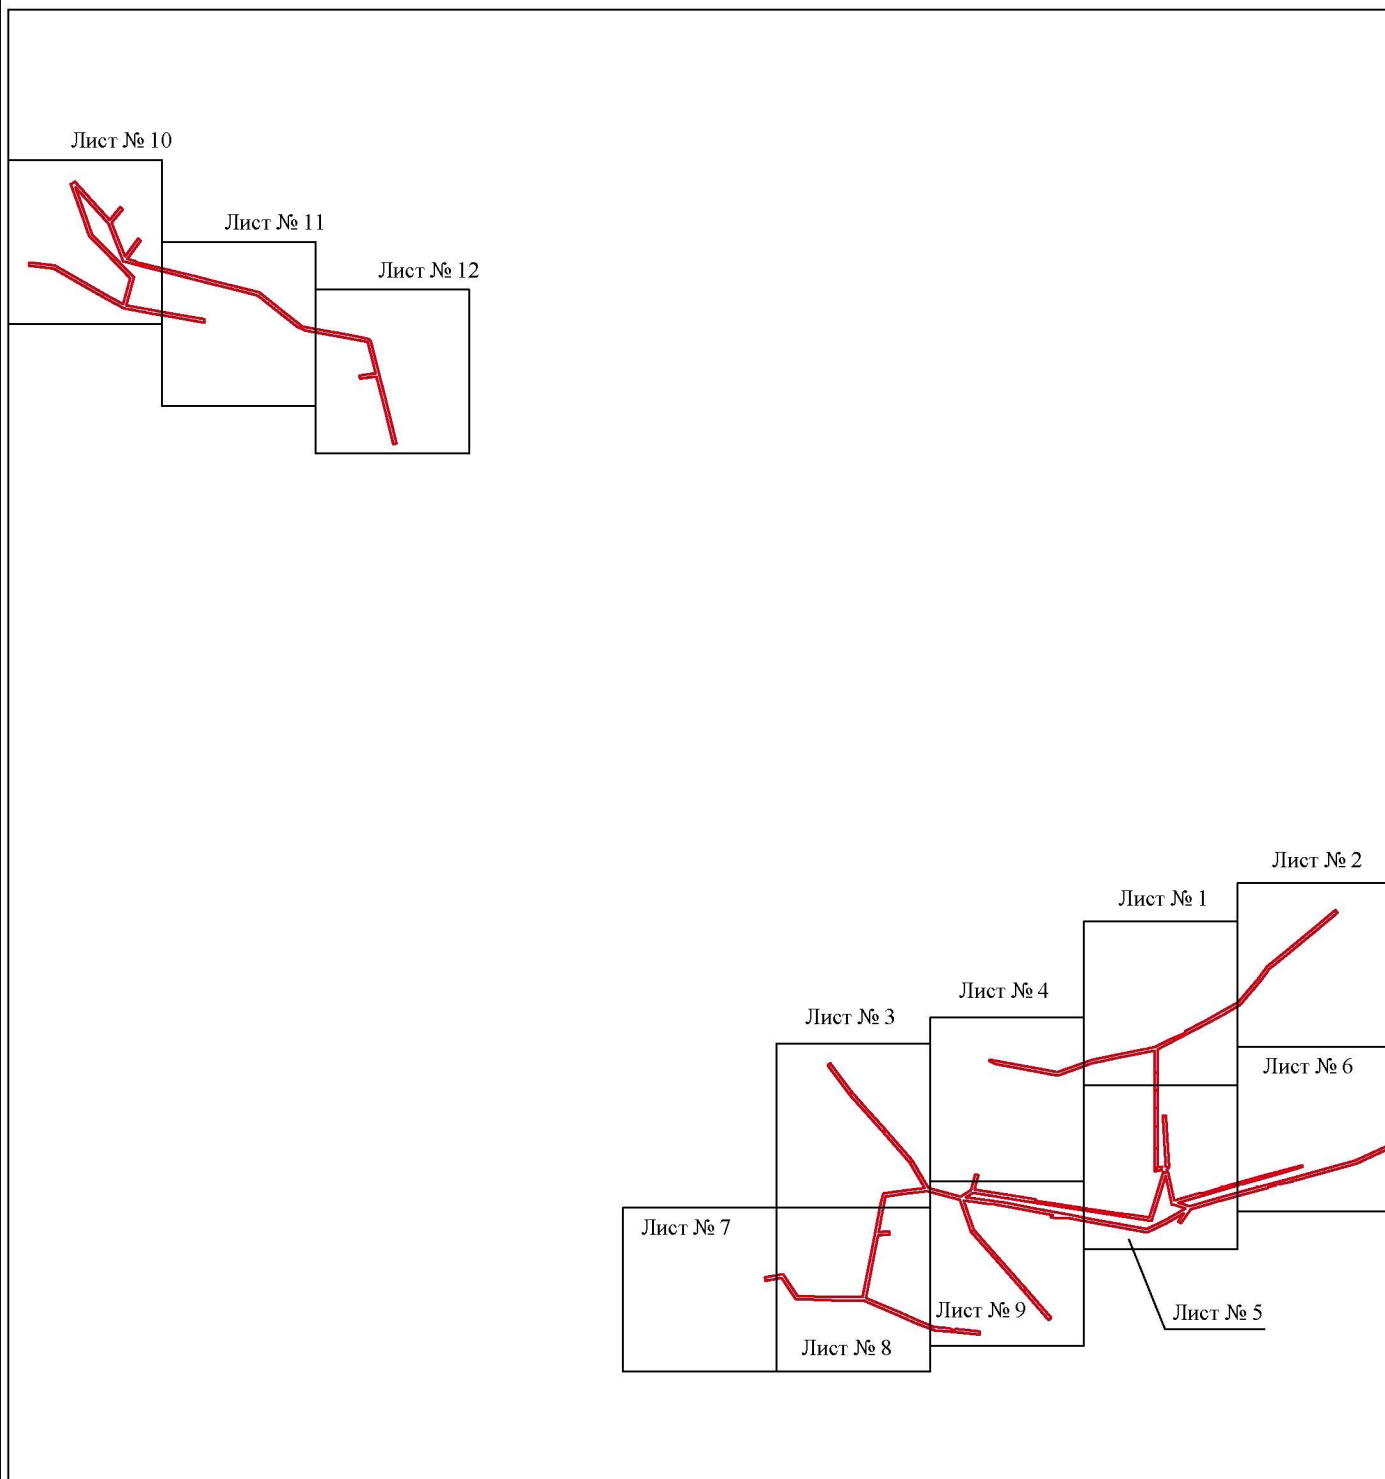 Лист № 10
Лист № 11
Лист № 12
Лист № 2
Лист № 1
Лист № 4
Лист № 3
Лист № 6
Лист № 7
Лист № 9
Лист № 5
Лист № 8